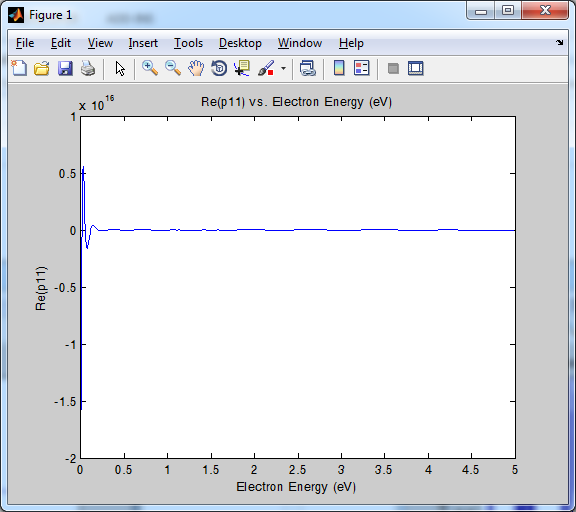 Figure 1
File Edit View Insert Tools Desktop Window Help
x 10^16
Re(p11) vs. Electron Energy (eV)
1
0.5
0
-0.5
-1
-1.5
-2
Re(p11)
0 0.5 1 1.5 2 2.5 3 3.5 4 4.5 5
Electron Energy (eV)